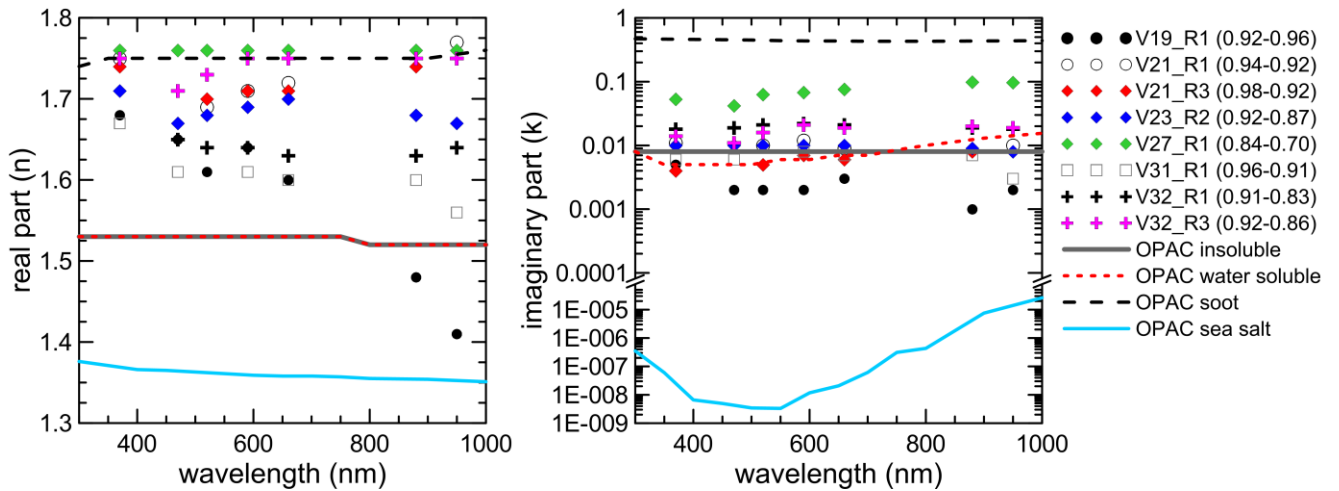 real part (n)
1.8
1.7
1.6
1.5
1.4
1.3
400
600
800
1000
wavelength (nm)
imaginary part (k)
1
0.1
0.01
0.001
0.0001
1E-005
1E-006
1E-007
1E-008
1E-009
400
600
800
1000
wavelength (nm)
V19_R1 (0.92-0.96)
V21_R1 (0.94-0.92)
V21_R3 (0.98-0.92)
V23_R2 (0.92-0.87)
V27_R1 (0.84-0.70)
V31_R1 (0.96-0.91)
V32_R1 (0.91-0.83)
V32_R3 (0.92-0.86)
OPAC insoluble
OPAC water soluble
OPAC soot
OPAC sea salt